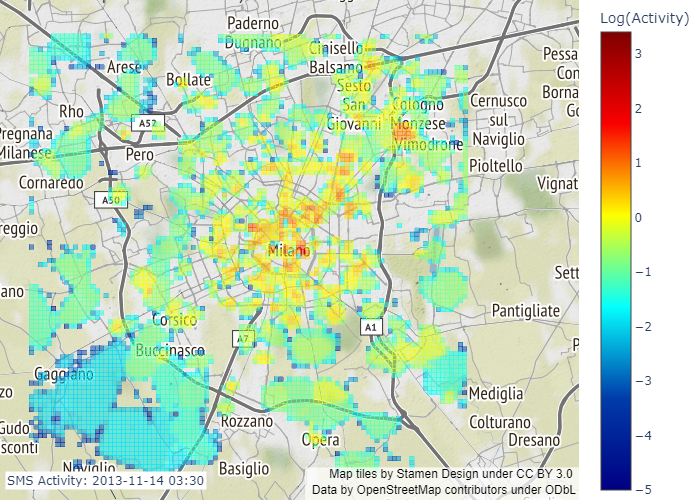 Log(Activity)
3
2
1
0
−1
−2
−3
−4
−5
Paderno
Dugnano
Cinisello
Balsamo
Arese
Bollate
Sesto
San
Giovanni
Cologno
Monzese
Vimodrone
Cernusco
sul
Naviglio
Pessa
Con
Borna
Go
Rho
A52
Pregnana
Milanese
Pero
Pioltello
Cornaredo
Vignat
A50
reggio
Milano
Sett
ano
Pantigliate
Corsico
A7
A1
Buccinasco
P
Gaggiano
zo
Mediglia
Gudo
sconti
Rozzano
Colturano
Dresano
Opera
Noviglio
Basiglio
SMS Activity: 2013-11-14 03:30
Map tiles by Stamen Design under CC BY 3.0
Data by OpenStreetMap contributors under ODbL